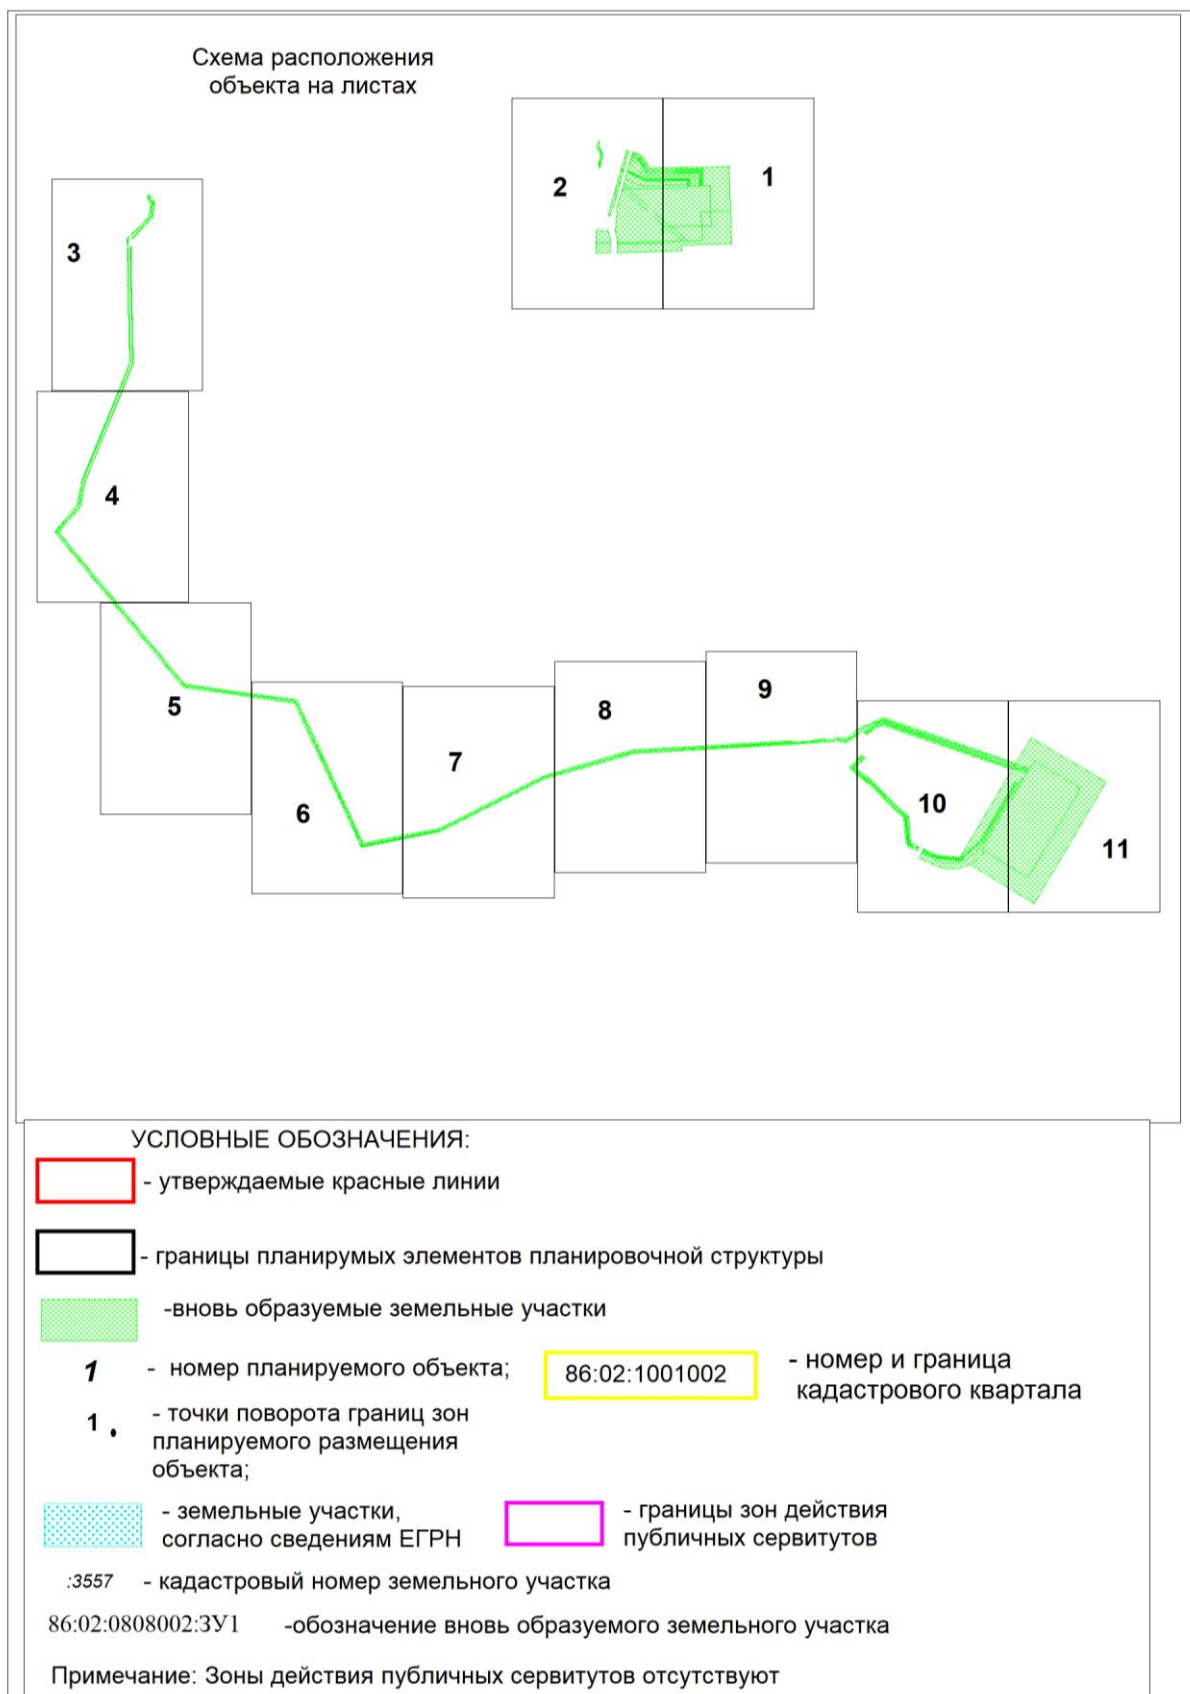 Схема расположения
объекта на листах
2
1
3
4
5
6
7
8
9
10
11
УСЛОВНЫЕ ОБОЗНАЧЕНИЯ:
- утверждаемые красные линии
- границы планирумых элементов планировочной структуры
-вновь образуемые земельные участки
1 - номер планируемого объекта;
86:02:1001002 - номер и граница
кадастрового квартала
1 - точки поворота границ зон
планируемого размещения
объекта;
- земельные участки,
согласно сведениям ЕГРН
- границы зон действия
публичных сервитутов
:3557 - кадастровый номер земельного участка
86:02:0808002:ЗУ1 -обозначение вновь образуемого земельного участка
Примечание: Зоны действия публичных сервитутов отсутствуют